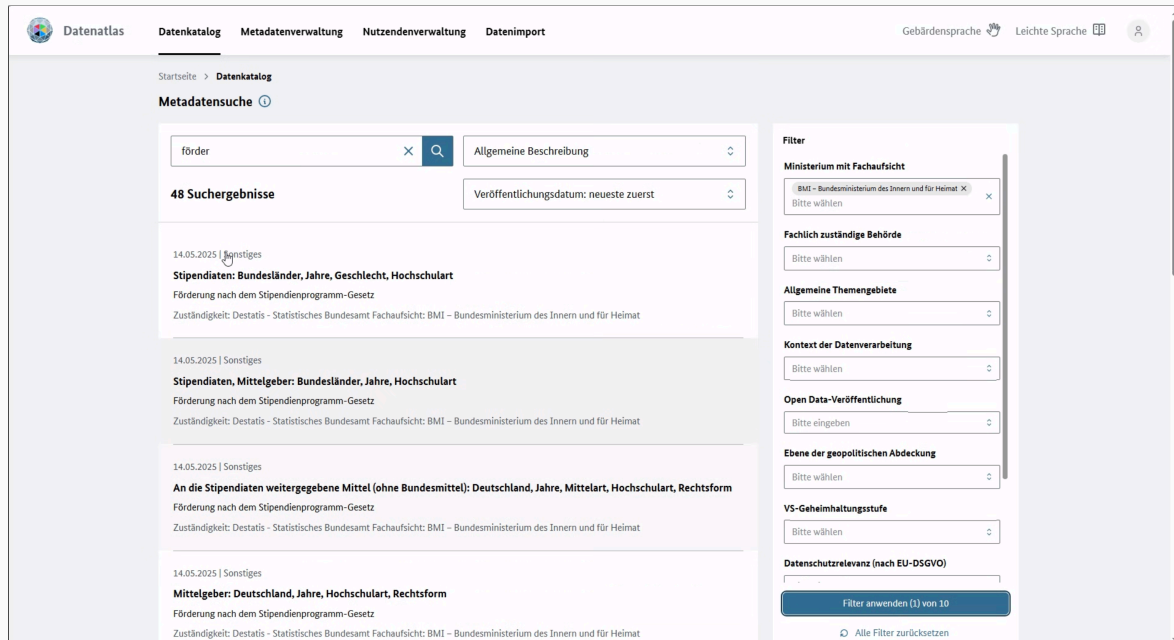 Datenatlas
Datenkatalog Metadatenverwaltung Nutzendenverwaltung Datenimport
Gebärdensprache Leichte Sprache
Startseite > Datenkatalog
Metadatensuche
förder
Allgemeine Beschreibung
48 Suchergebnisse
Veröffentlichungsdatum: neueste zuerst
14.05.2025 | Sonstiges
Stipendiaten: Bundesländer, Jahre, Geschlecht, Hochschulart
Förderung nach dem Stipendienprogramm-Gesetz
Zuständigkeit: Destatis - Statistisches Bundesamt Fachaufsicht: BMI – Bundesministerium des Innern und für Heimat
14.05.2025 | Sonstiges
Stipendiaten, Mittelgeber: Bundesländer, Jahre, Hochschulart
Förderung nach dem Stipendienprogramm-Gesetz
Zuständigkeit: Destatis - Statistisches Bundesamt Fachaufsicht: BMI – Bundesministerium des Innern und für Heimat
14.05.2025 | Sonstiges
An die Stipendiaten weitergegebene Mittel (ohne Bundesmittel): Deutschland, Jahre, Mittelart, Hochschulart, Rechtsform
Förderung nach dem Stipendienprogramm-Gesetz
Zuständigkeit: Destatis - Statistisches Bundesamt Fachaufsicht: BMI – Bundesministerium des Innern und für Heimat
14.05.2025 | Sonstiges
Mittelgeber: Deutschland, Jahre, Hochschulart, Rechtsform
Förderung nach dem Stipendienprogramm-Gesetz
Zuständigkeit: Destatis - Statistisches Bundesamt Fachaufsicht: BMI – Bundesministerium des Innern und für Heimat
Filter
Ministerium mit Fachaufsicht
BMI – Bundesministerium des Innern und für Heimat
Bitte wählen
Fachlich zuständige Behörde
Bitte wählen
Allgemeine Themengebiete
Bitte wählen
Kontext der Datenverarbeitung
Bitte wählen
Open Data-Veröffentlichung
Bitte eingeben
Ebene der geopolitischen Abdeckung
Bitte wählen
VS-Geheimhaltungsstufe
Bitte wählen
Datenschutzrelevanz (nach EU-DSGVO)
Filter anwenden (1) von 10
Alle Filter zurücksetzen